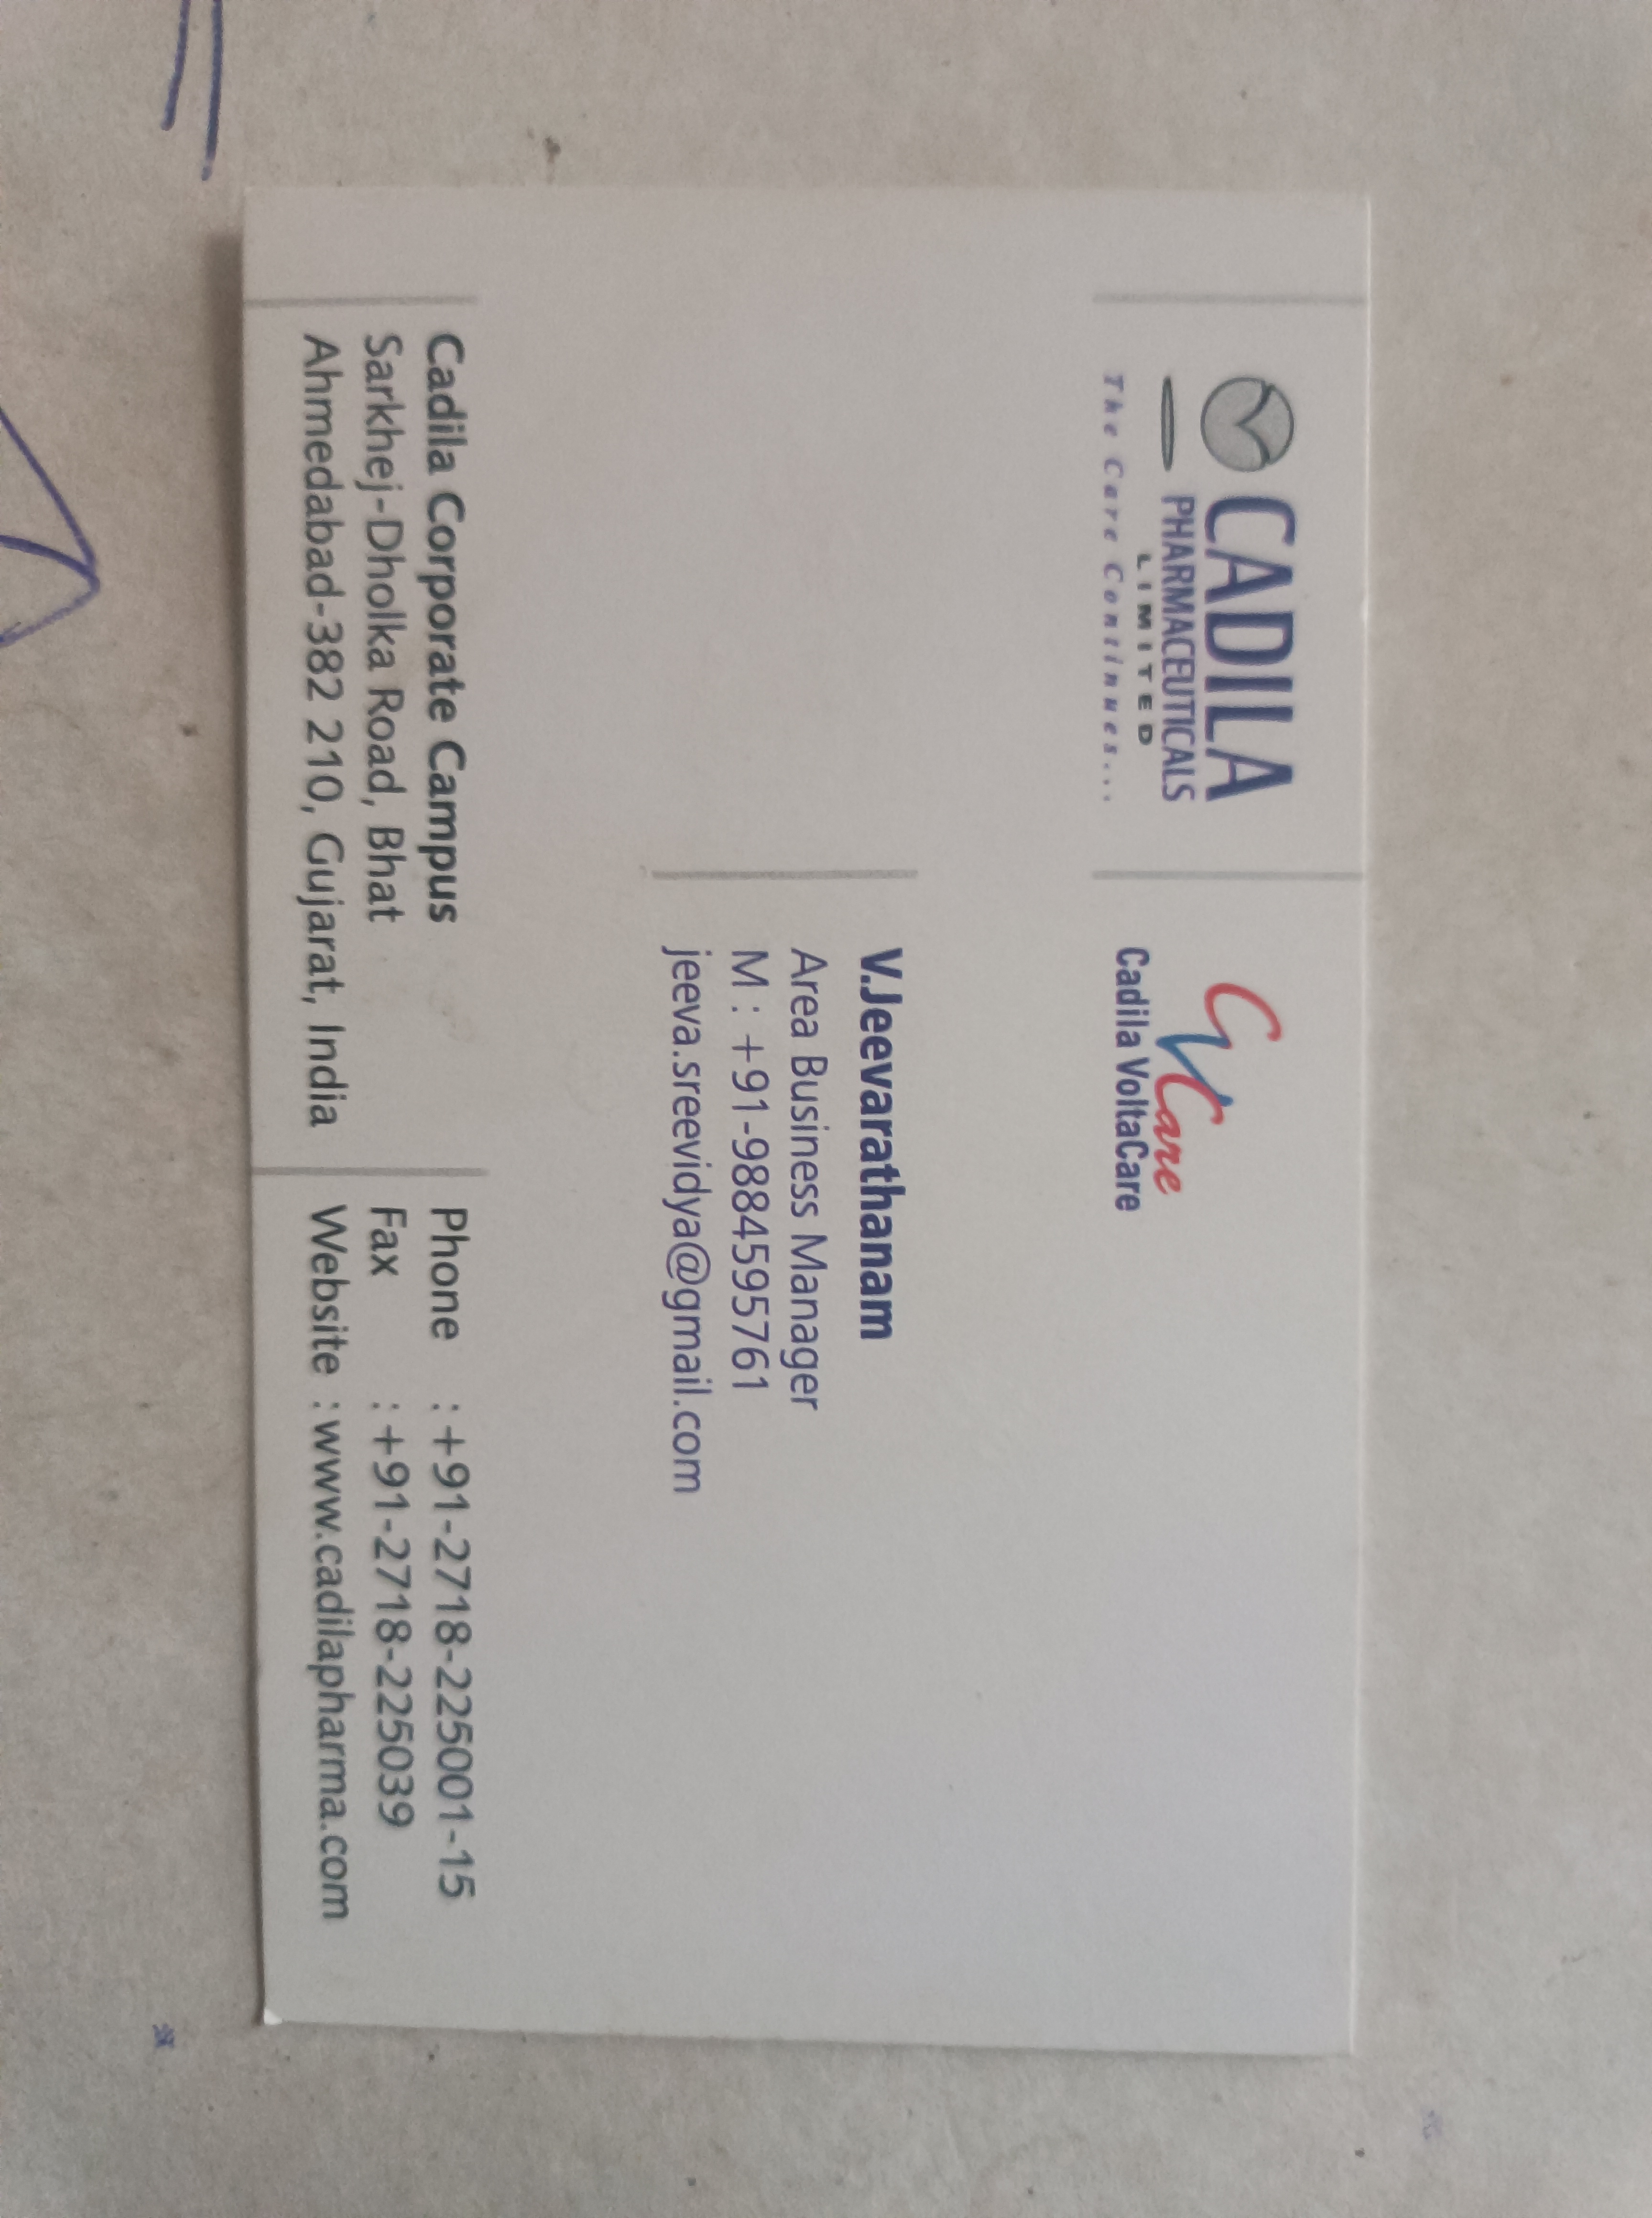 CADILA
PHARMACEUTICALS
LIMITED
The Care Continues...
CVCare
Cadila VoltaCare
V.Jeevarathanam
Area Business Manager
M : +91-9884595761
jeeva.sreevidya@gmail.com
Cadila Corporate Campus
Sarkhej-Dholka Road, Bhat
Ahmedabad-382 210, Gujarat, India
Phone : +91-2718-225001-15
Fax : +91-2718-225039
Website : www.cadilapharma.com